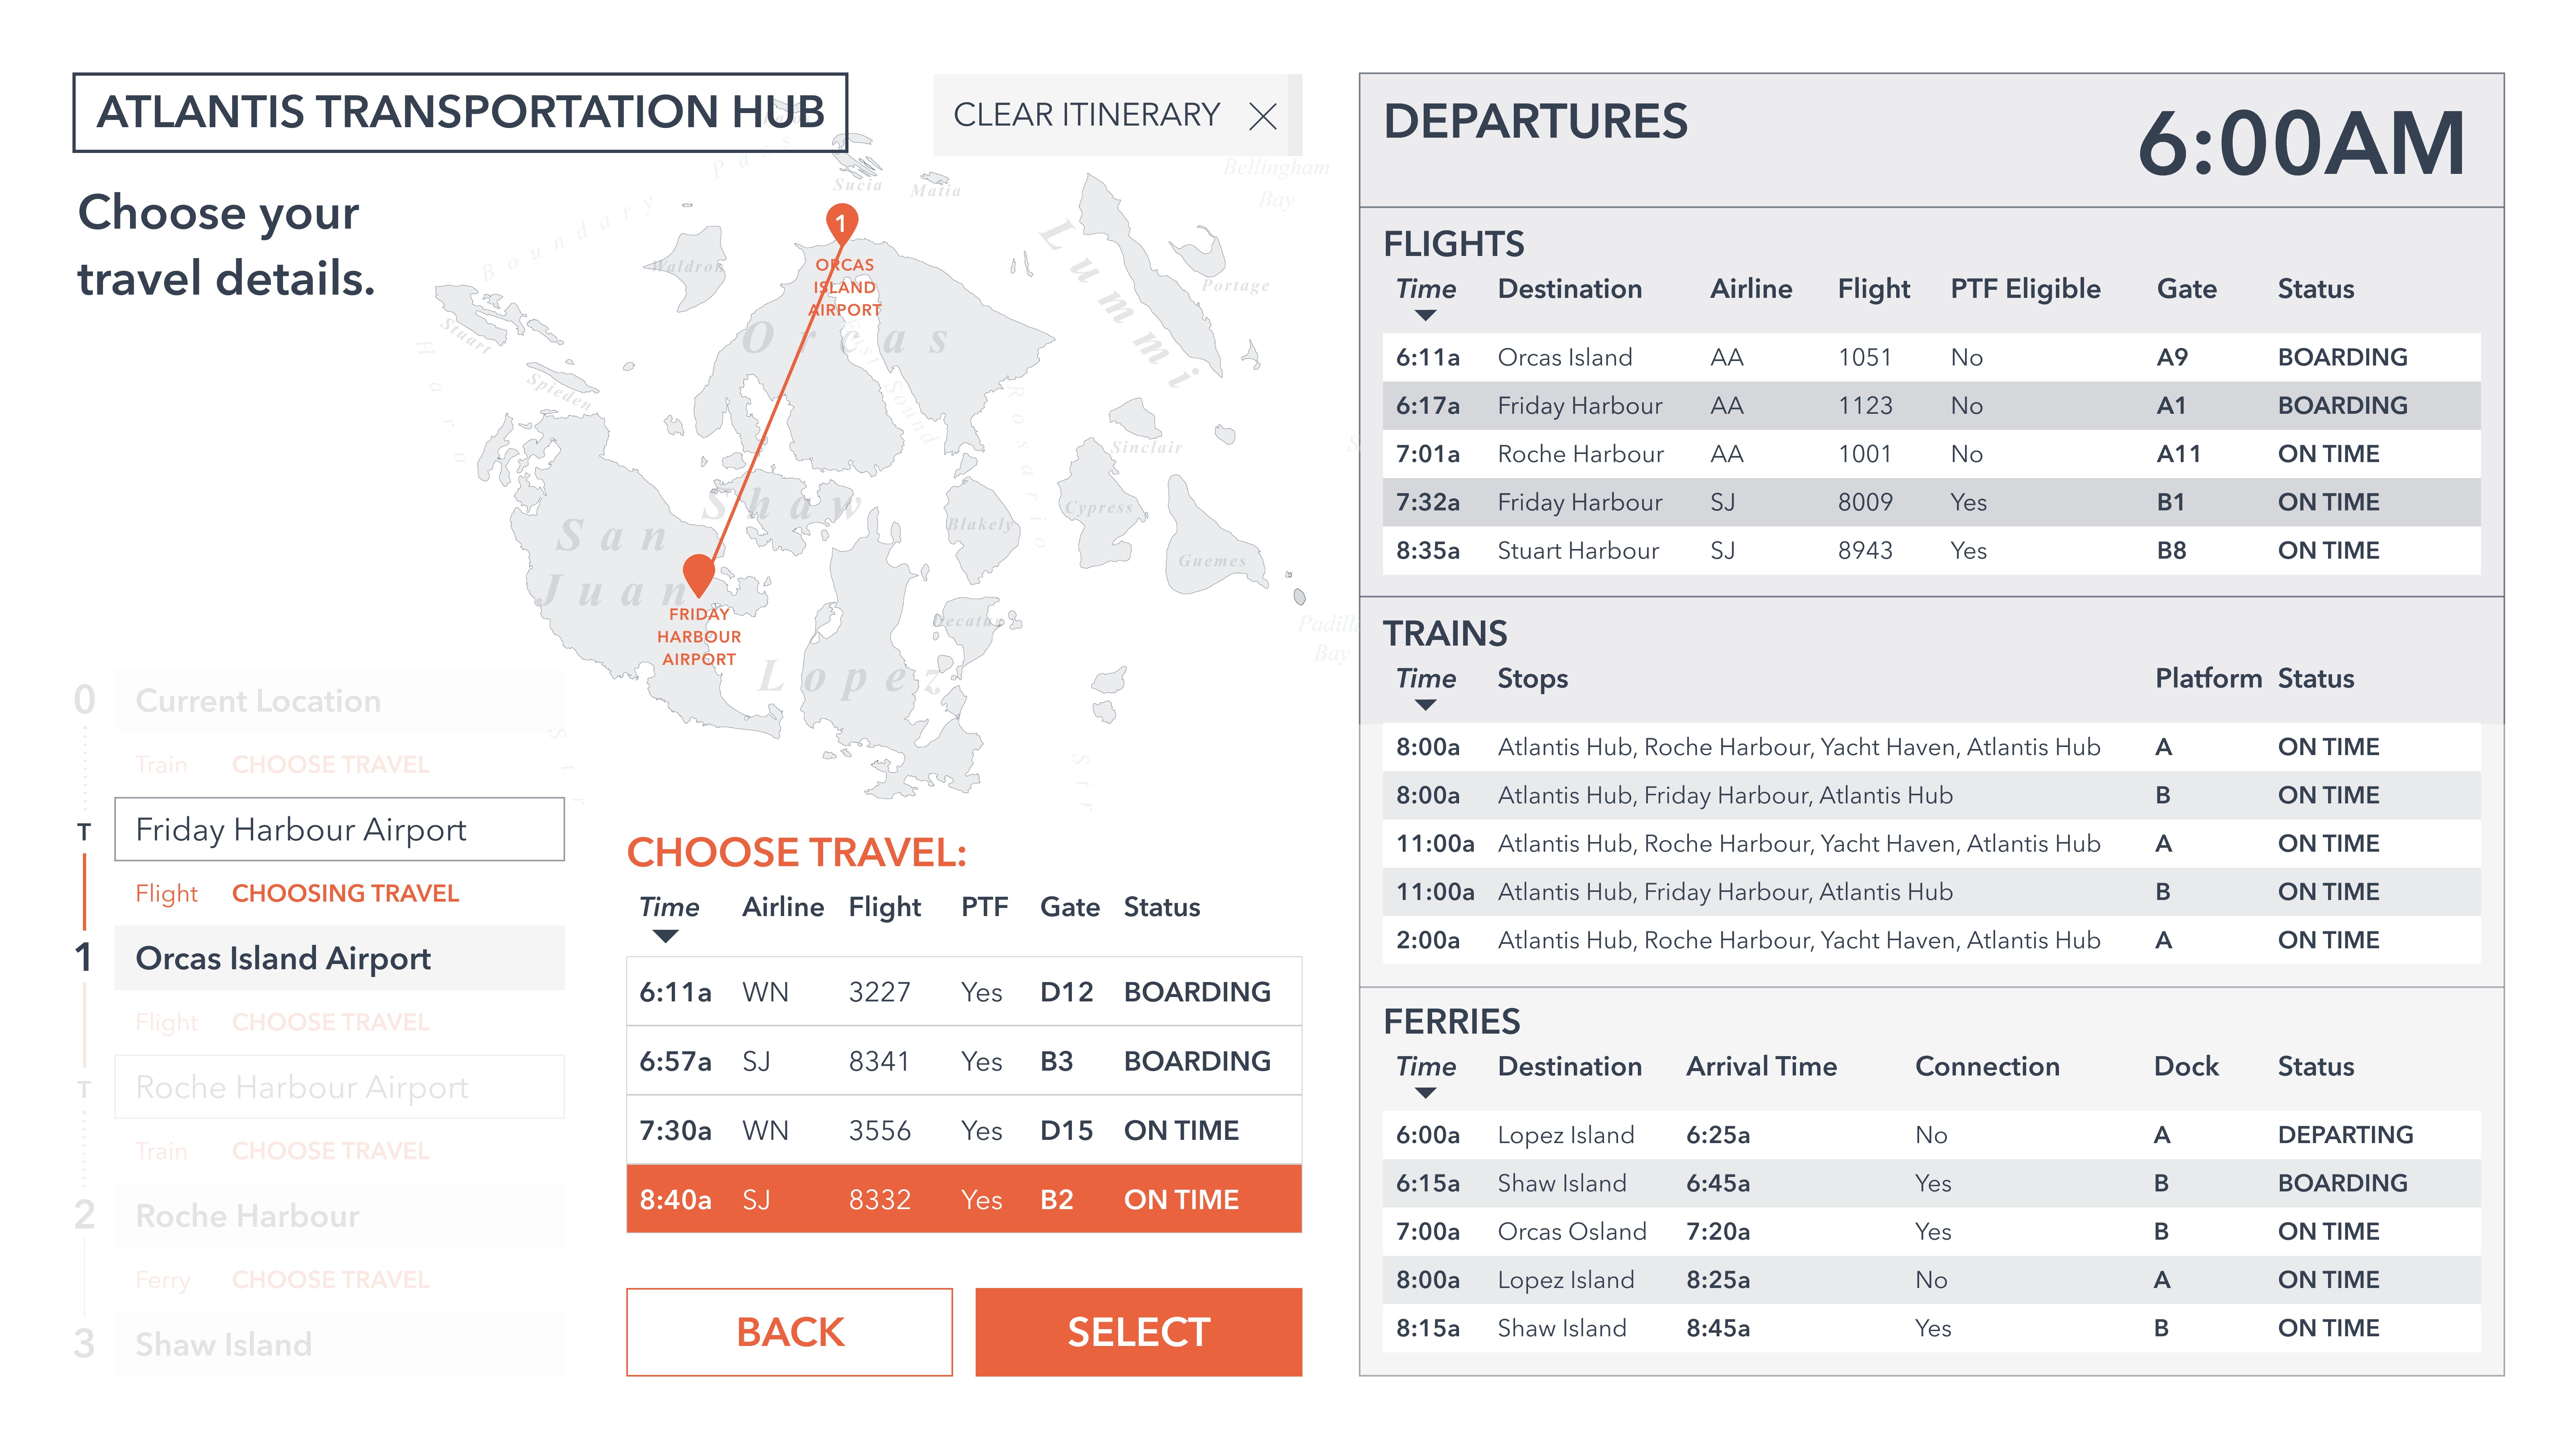 ATLANTIS TRANSPORTATION HUB
Choose your
travel details.
CLEAR ITINERARY
Boundary Pass
Sucia
Matia
Bellingham
Bay
1
ORCAS
ISLAND
AIRPORT
Waldron
Orcas
Lummi
Portage
Stuart
Spieden
Haro
East Sound
Rosario
Sinclair
Cypress
Shaw
San
Juan
Blakely
Guemes
FRIDAY
HARBOUR
AIRPORT
Decatur
Lopez
Padill
Bay
Str
Str
0 Current Location
Train CHOOSE TRAVEL
T Friday Harbour Airport
Flight CHOOSING TRAVEL
1 Orcas Island Airport
Flight CHOOSE TRAVEL
T Roche Harbour Airport
Train CHOOSE TRAVEL
2 Roche Harbour
Ferry CHOOSE TRAVEL
3 Shaw Island
CHOOSE TRAVEL:
Time Airline Flight PTF Gate Status
6:11a WN 3227 Yes D12 BOARDING
6:57a SJ 8341 Yes B3 BOARDING
7:30a WN 3556 Yes D15 ON TIME
8:40a SJ 8332 Yes B2 ON TIME
BACK SELECT
DEPARTURES 6:00AM
FLIGHTS
Time Destination Airline Flight PTF Eligible Gate Status
6:11a Orcas Island AA 1051 No A9 BOARDING
6:17a Friday Harbour AA 1123 No A1 BOARDING
7:01a Roche Harbour AA 1001 No A11 ON TIME
7:32a Friday Harbour SJ 8009 Yes B1 ON TIME
8:35a Stuart Harbour SJ 8943 Yes B8 ON TIME
TRAINS
Time Stops Platform Status
8:00a Atlantis Hub, Roche Harbour, Yacht Haven, Atlantis Hub A ON TIME
8:00a Atlantis Hub, Friday Harbour, Atlantis Hub B ON TIME
11:00a Atlantis Hub, Roche Harbour, Yacht Haven, Atlantis Hub A ON TIME
11:00a Atlantis Hub, Friday Harbour, Atlantis Hub B ON TIME
2:00a Atlantis Hub, Roche Harbour, Yacht Haven, Atlantis Hub A ON TIME
FERRIES
Time Destination Arrival Time Connection Dock Status
6:00a Lopez Island 6:25a No A DEPARTING
6:15a Shaw Island 6:45a Yes B BOARDING
7:00a Orcas Osland 7:20a Yes B ON TIME
8:00a Lopez Island 8:25a No A ON TIME
8:15a Shaw Island 8:45a Yes B ON TIME